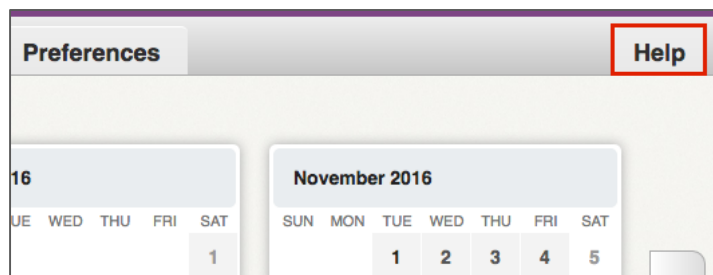 Preferences
Help
16
November 2016
UE WED THU FRI SAT
SUN MON TUE WED THU FRI SAT
1
1 2 3 4 5